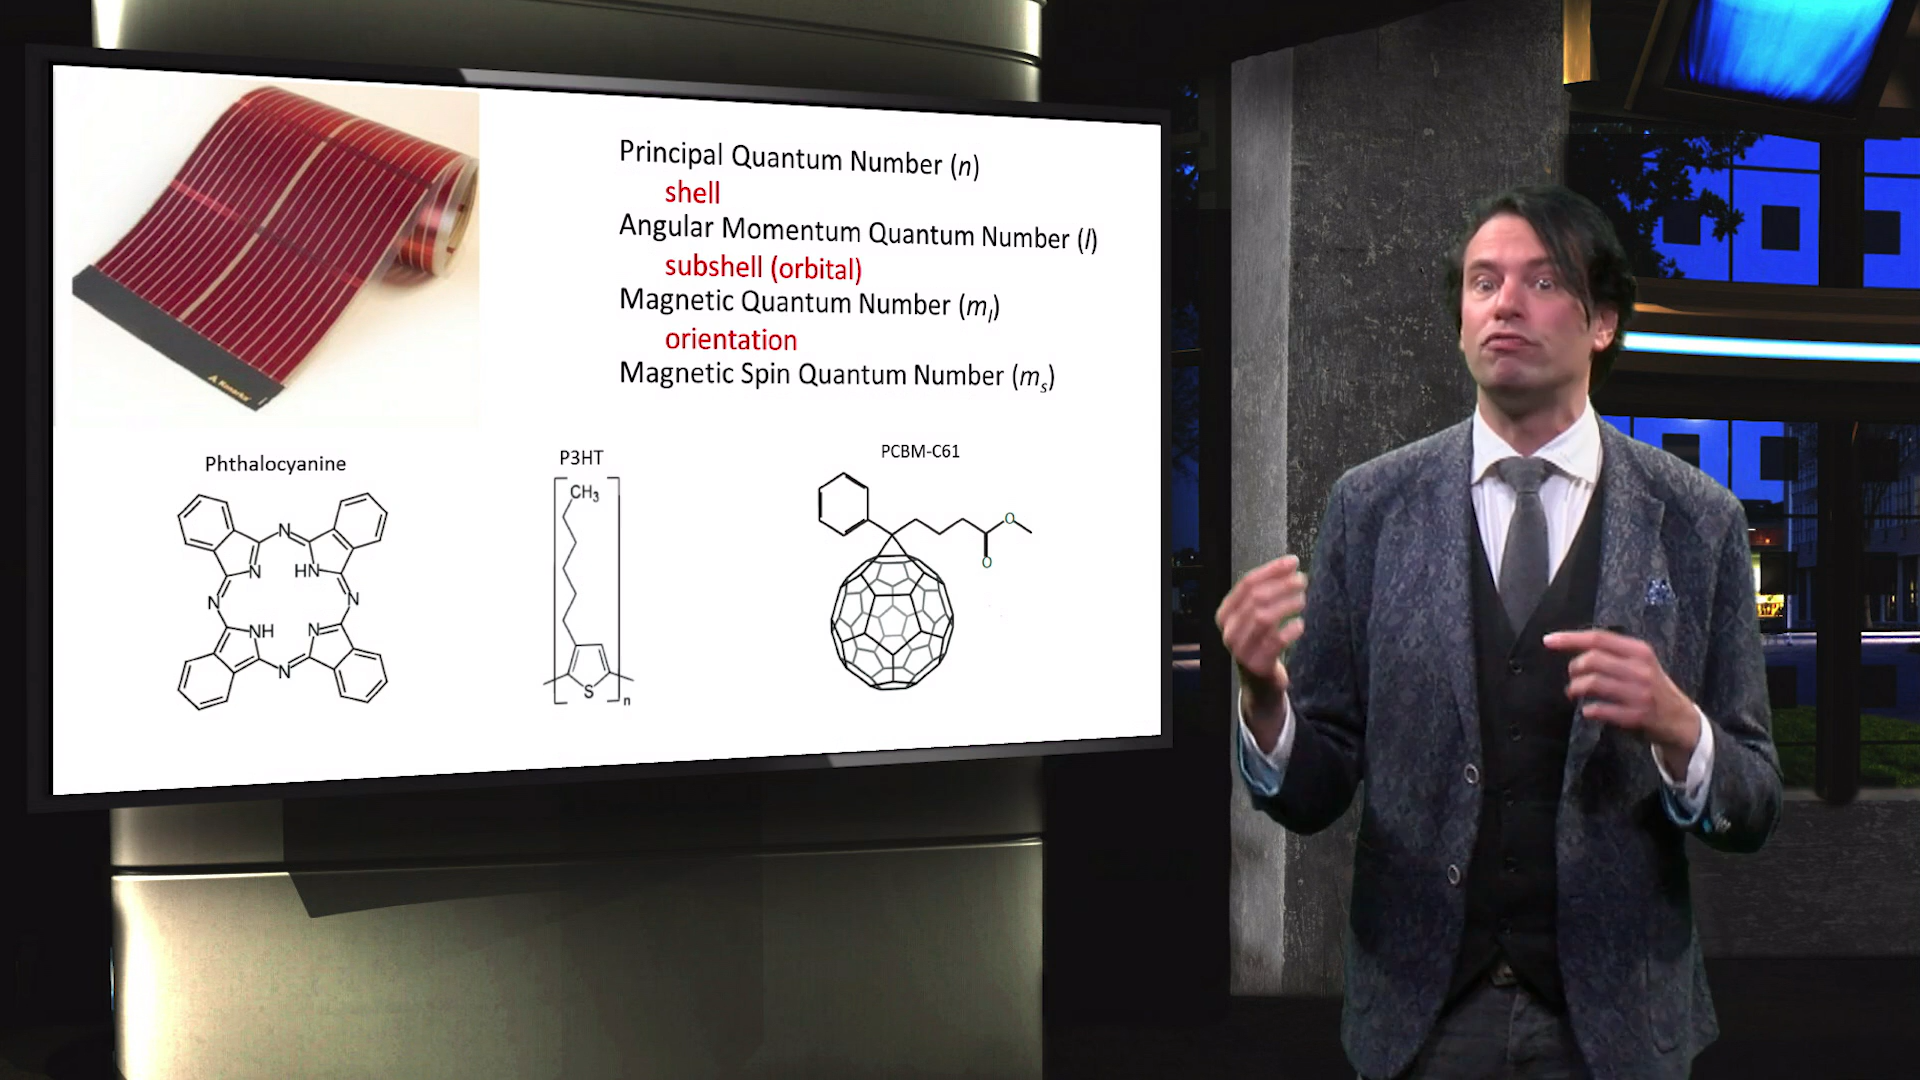 Principal Quantum Number (n)
shell
Angular Momentum Quantum Number (l)
subshell (orbital)
Magnetic Quantum Number (ml)
orientation
Magnetic Spin Quantum Number (ms)
Konarka
Phthalocyanine
P3HT
PCBM-C61
N
N
HN
N
N
NH
N
N
CH3
S
n
O
O